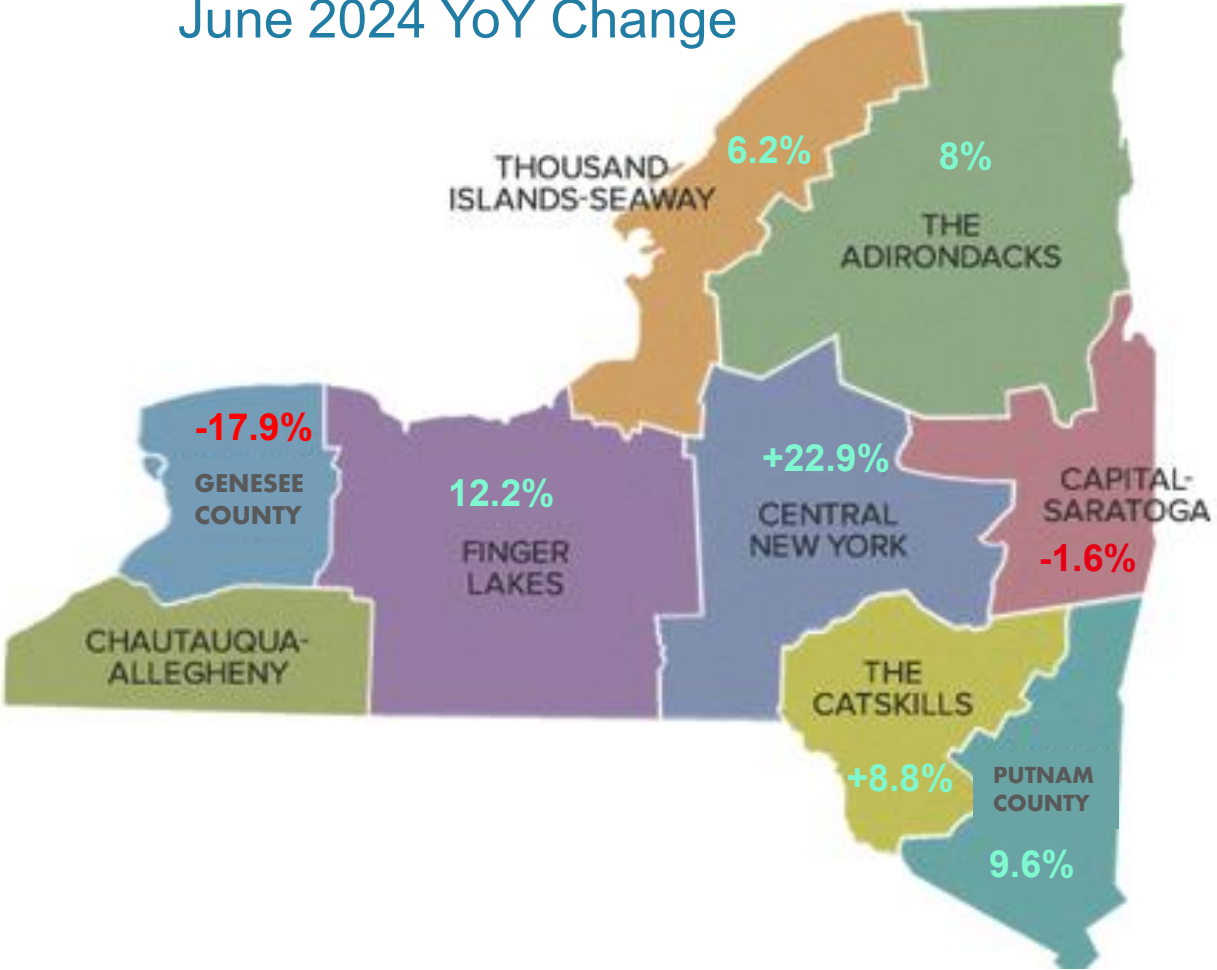 June 2024 YoY Change
6.2%
8%
THOUSAND
ISLANDS-SEAWAY
THE
ADIRONDACKS
-17.9%
GENESEE
COUNTY
12.2%
FINGER
LAKES
+22.9%
CENTRAL
NEW YORK
CAPITAL-
SARATOGA
-1.6%
CHAUTAUQUA-
ALLEGHENY
THE
CATSKILLS
+8.8%
PUTNAM
COUNTY
9.6%